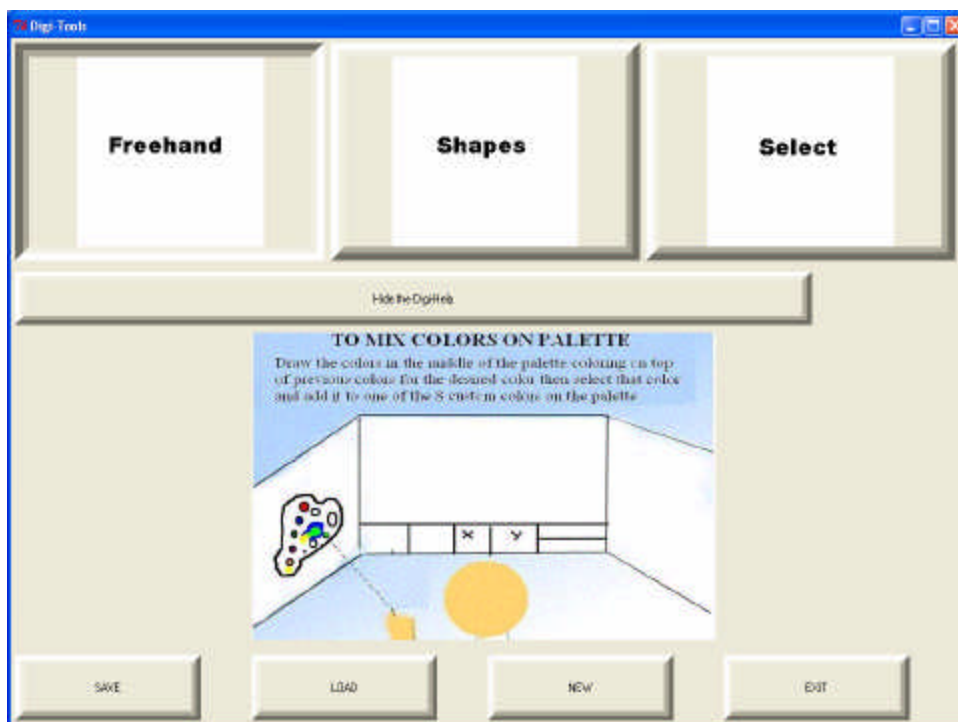 Digi-Tools
Freehand
Shapes
Select
Hide the DigiHelp
TO MIX COLORS ON PALETTE
Draw the colors in the middle of the palette coloring on top
of previous colors for the desired color then select that color
and add it to one of the 8 custom colors on the palette
X Y
SAVE
LOAD
NEW
EXIT